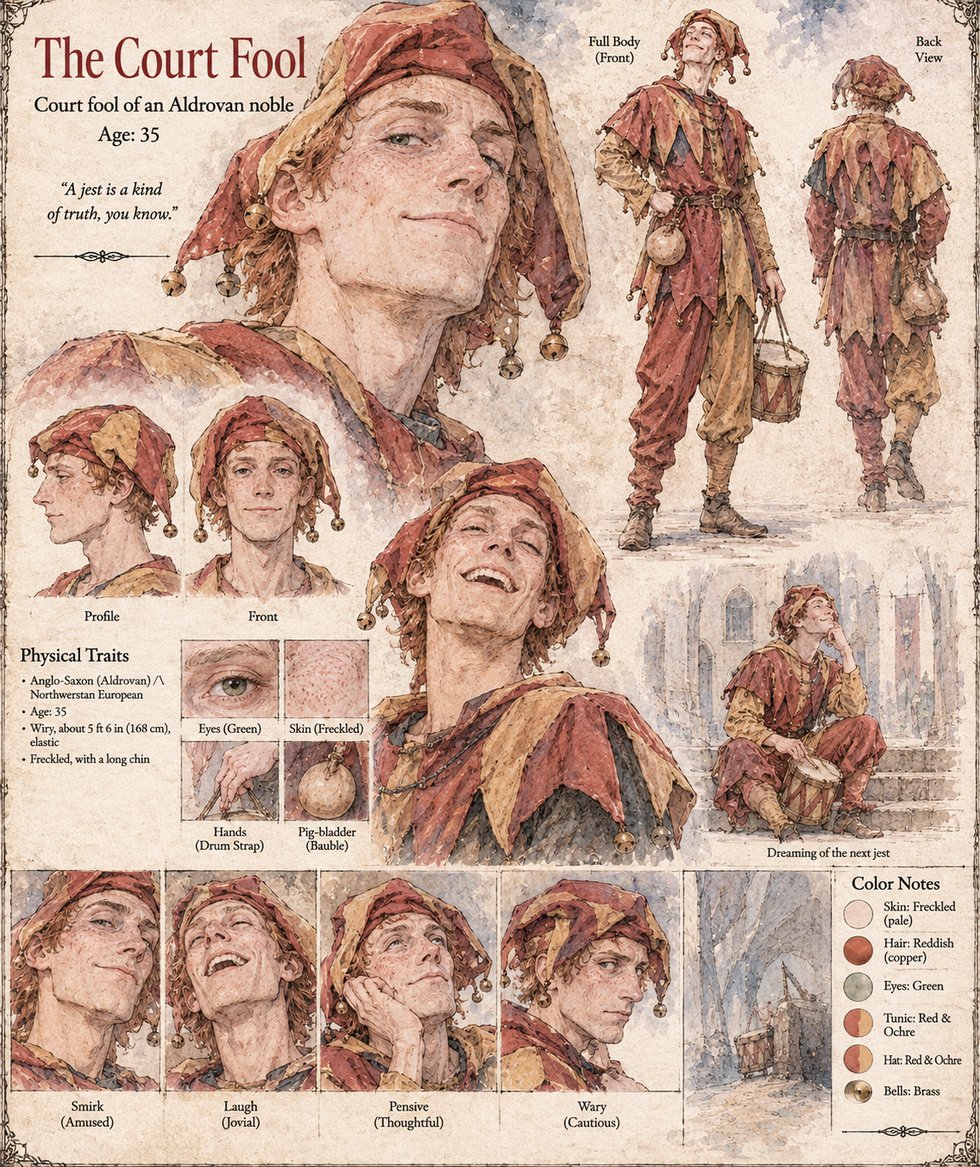 The Court Fool
Court fool of an Aldrovan noble
Age: 35
“A jest is a kind
of truth, you know.”
Full Body
(Front)
Back
View
Profile
Front
Physical Traits
• Anglo-Saxon (Aldrovan) /\
Northwerstan European
• Age: 35
• Wiry, about 5 ft 6 in (168 cm),
elastic
• Freckled, with a long chin
Eyes (Green)
Skin (Freckled)
Hands
(Drum Strap)
Pig-bladder
(Bauble)
Dreaming of the next jest
Smirk
(Amused)
Laugh
(Jovial)
Pensive
(Thoughtful)
Wary
(Cautious)
Color Notes
Skin: Freckled
(pale)
Hair: Reddish
(copper)
Eyes: Green
Tunic: Red &
Ochre
Hat: Red & Ochre
Bells: Brass